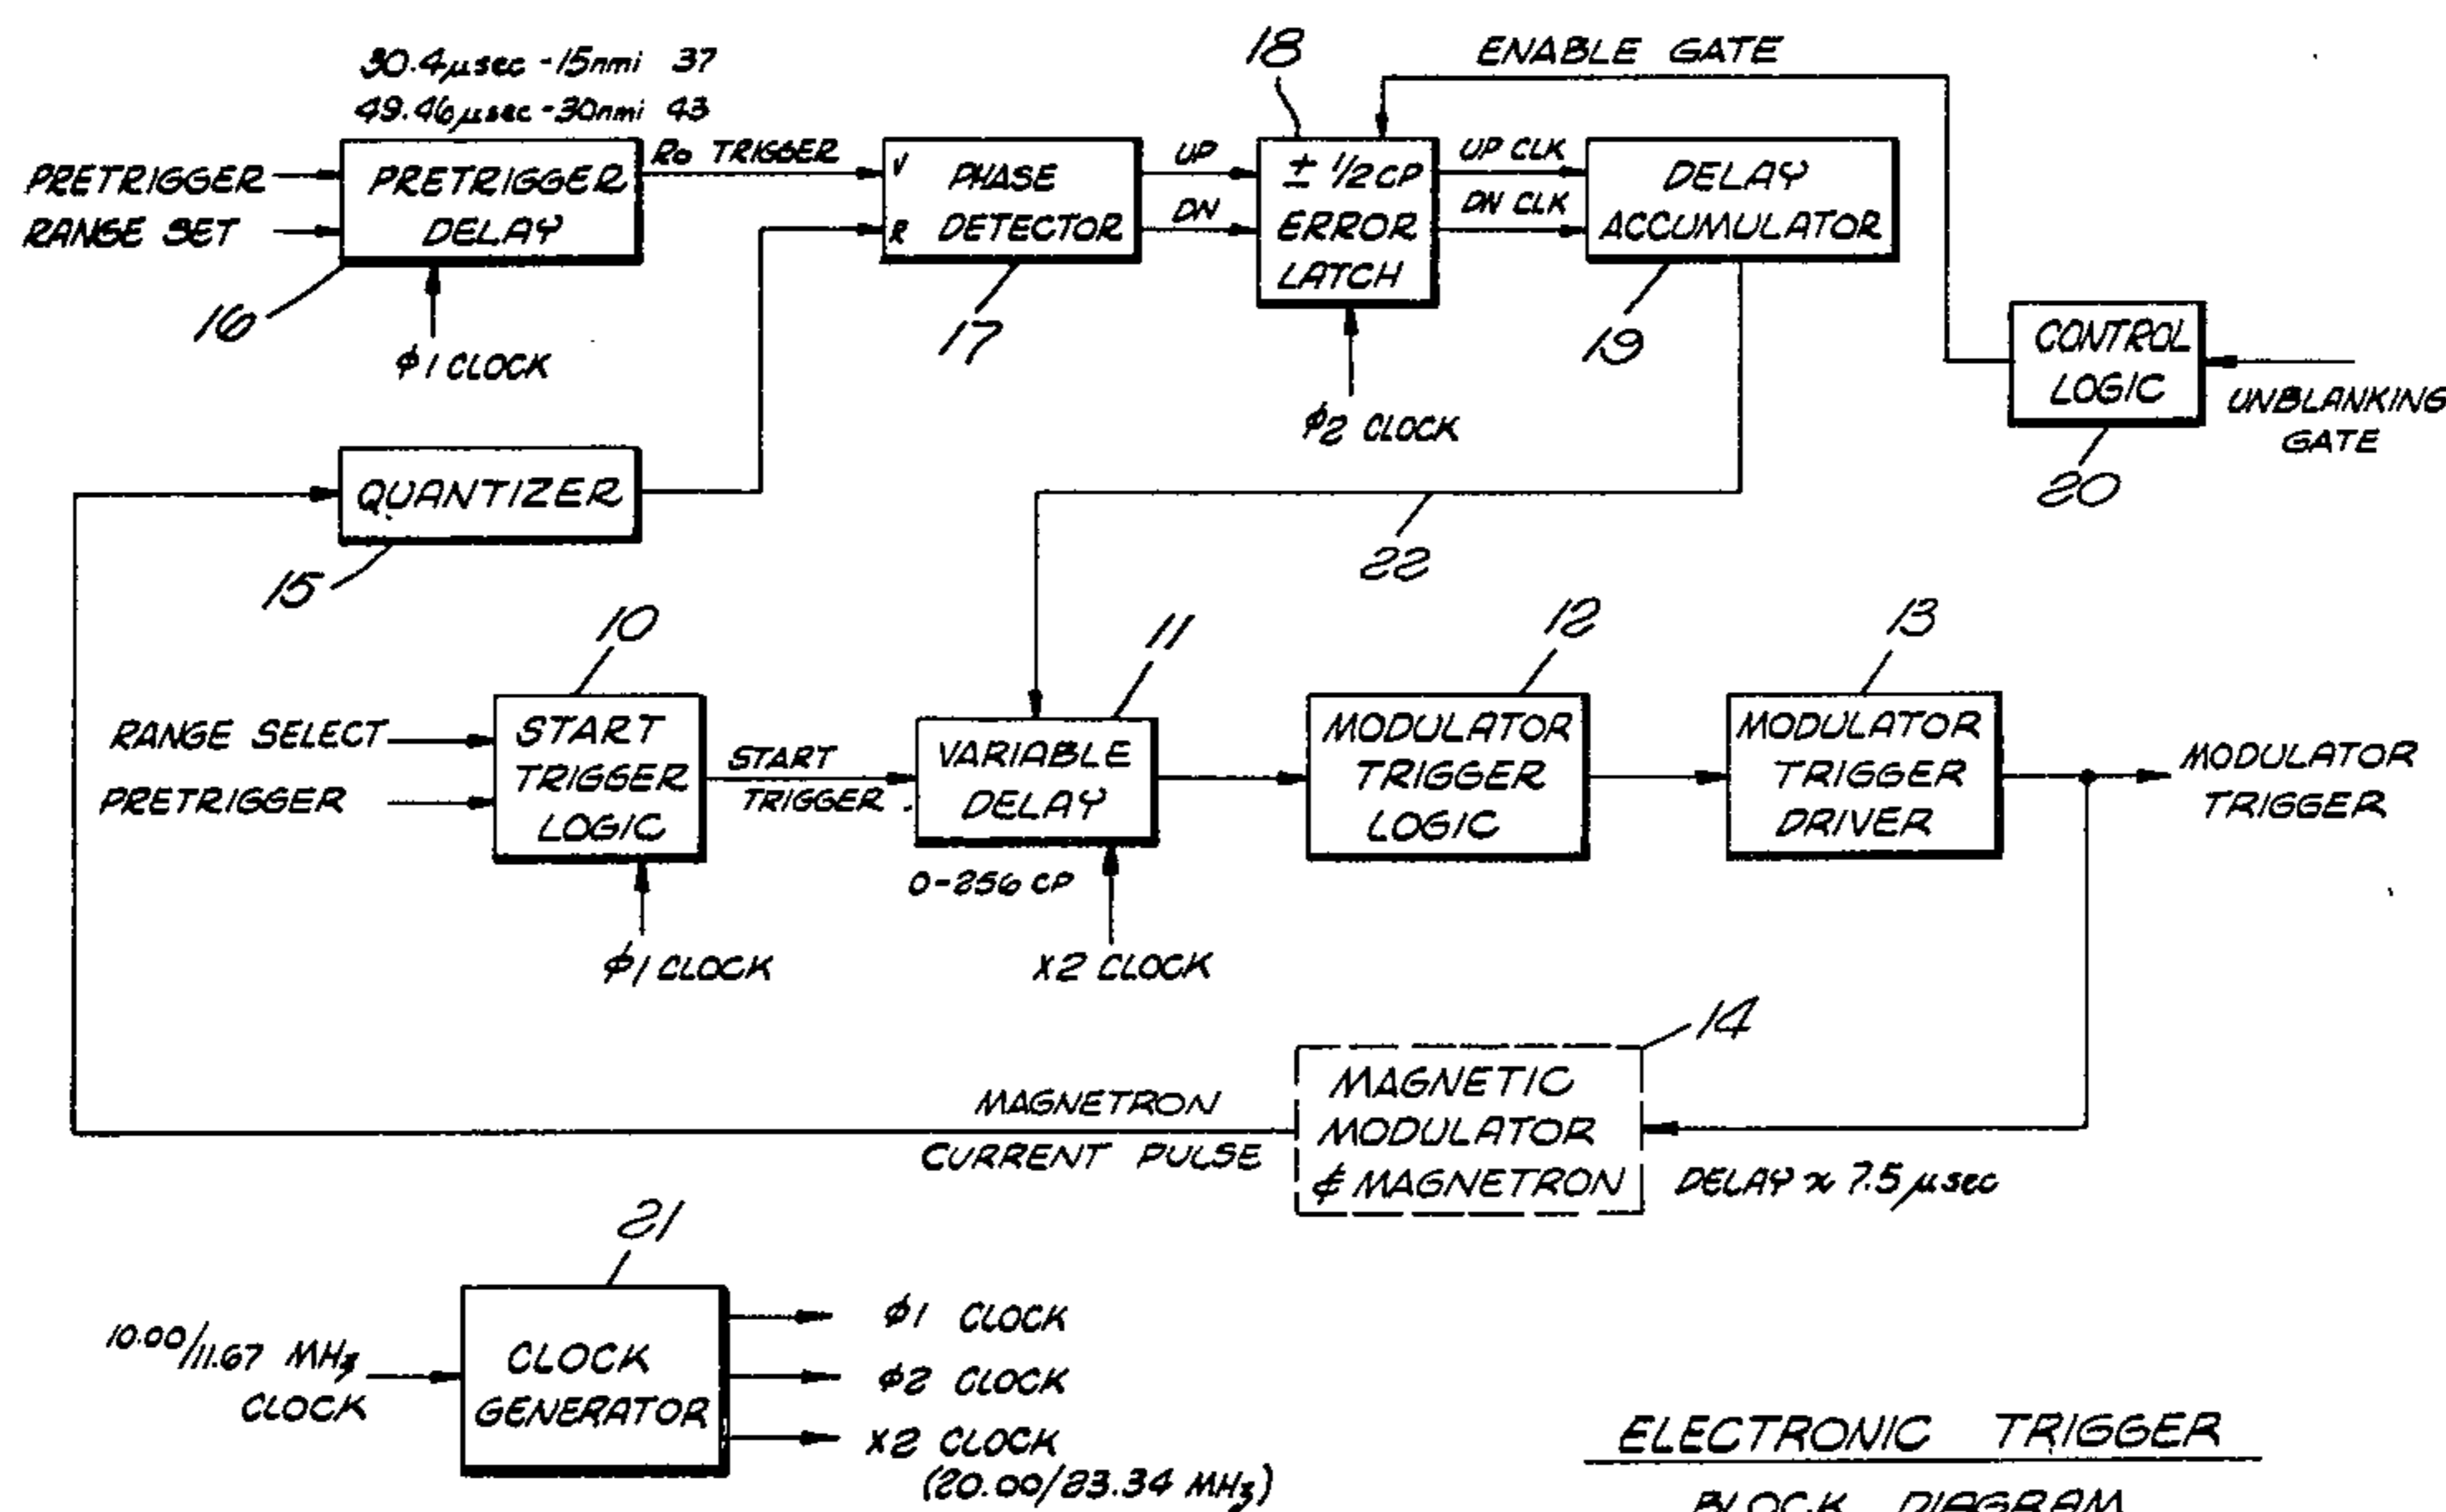 30.4μsec - 15nmi 37
49.46μsec - 30nmi 43
18
ENABLE GATE
PRETRIGGER
RANGE SET
PRETRIGGER
DELAY
R0 TRIGGER
V
R
PHASE
DETECTOR
UP
DN
± 1/2 CP
ERROR
LATCH
UP CLK
DN CLK
DELAY
ACCUMULATOR
16
ϕ1 CLOCK
17
ϕ2 CLOCK
19
CONTROL
LOGIC
UNBLANKING
GATE
20
QUANTIZER
15
22
10
11
12
13
RANGE SELECT
PRETRIGGER
START
TRIGGER
LOGIC
START
TRIGGER
VARIABLE
DELAY
0-256 CP
MODULATOR
TRIGGER
LOGIC
MODULATOR
TRIGGER
DRIVER
MODULATOR
TRIGGER
ϕ1 CLOCK
X2 CLOCK
14
MAGNETIC
MODULATOR
& MAGNETRON
MAGNETRON
CURRENT PULSE
DELAY ≈ 7.5 μsec
21
10.00/11.67 MHz
CLOCK
CLOCK
GENERATOR
ϕ1 CLOCK
ϕ2 CLOCK
X2 CLOCK
(20.00/23.34 MHz)
ELECTRONIC TRIGGER
BLOCK DIAGRAM